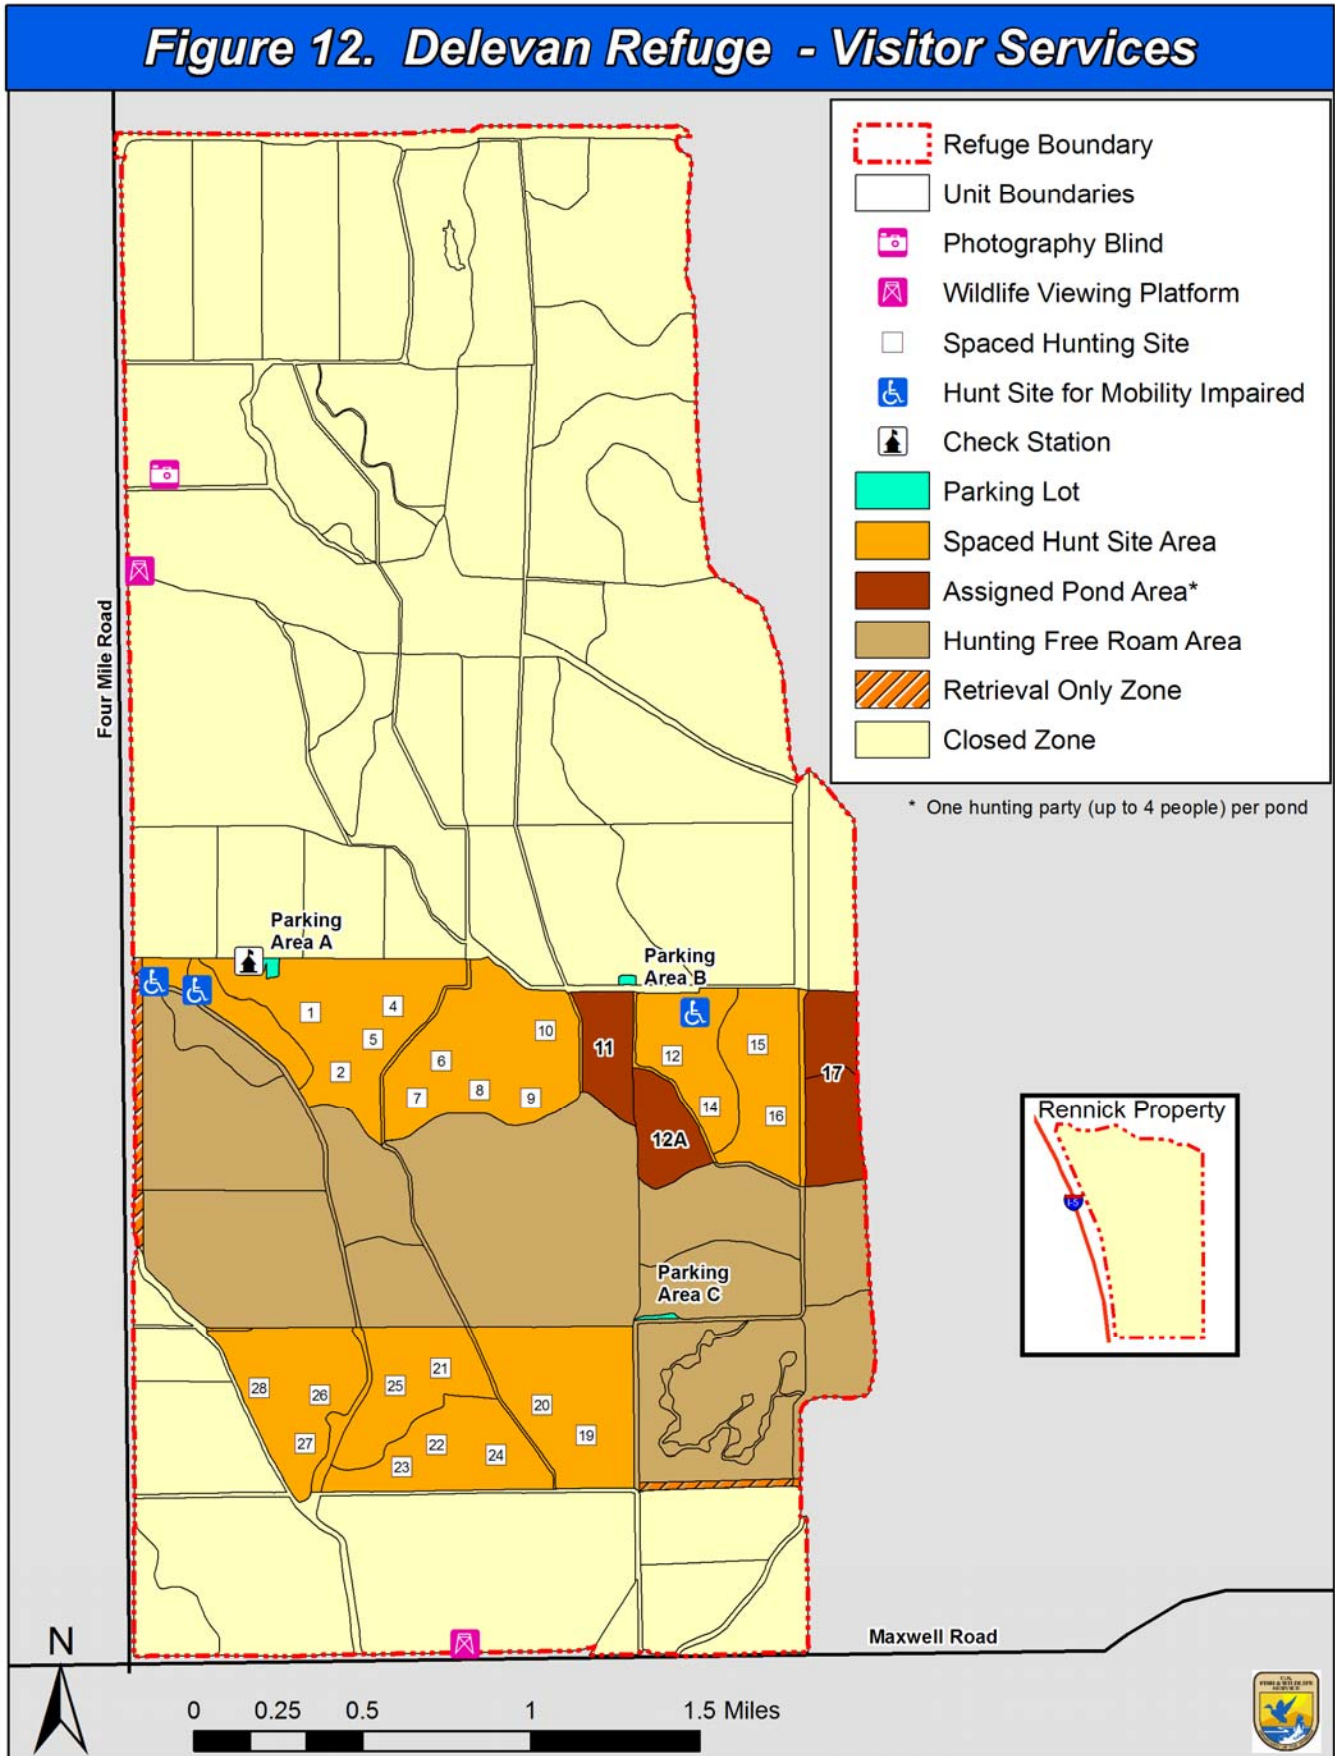 Figure 12. Delevan Refuge - Visitor Services
Refuge Boundary
Unit Boundaries
Photography Blind
Wildlife Viewing Platform
Spaced Hunting Site
Hunt Site for Mobility Impaired
Check Station
Parking Lot
Spaced Hunt Site Area
Assigned Pond Area*
Hunting Free Roam Area
Retrieval Only Zone
Closed Zone
* One hunting party (up to 4 people) per pond
Four Mile Road
Parking
Area A
Parking
Area B
1
4
5
2
6
7
8
9
10
11
12
12A
14
15
16
17
Parking
Area C
28
26
27
25
21
22
23
24
20
19
Rennick Property
I-5
Maxwell Road
N
0 0.25 0.5 1 1.5 Miles
U.S.
FISH & WILDLIFE
SERVICE